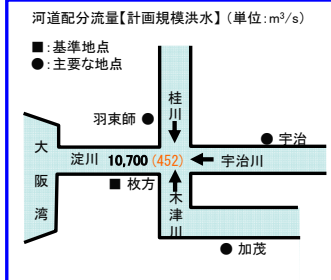 河道配分流量【計画規模洪水】（単位：m³/s）
■：基準地点
●：主要な地点
桂川
羽束師 ●
● 宇治
大阪湾
淀川 10,700 (452)
宇治川
■ 枚方
木津川
● 加茂